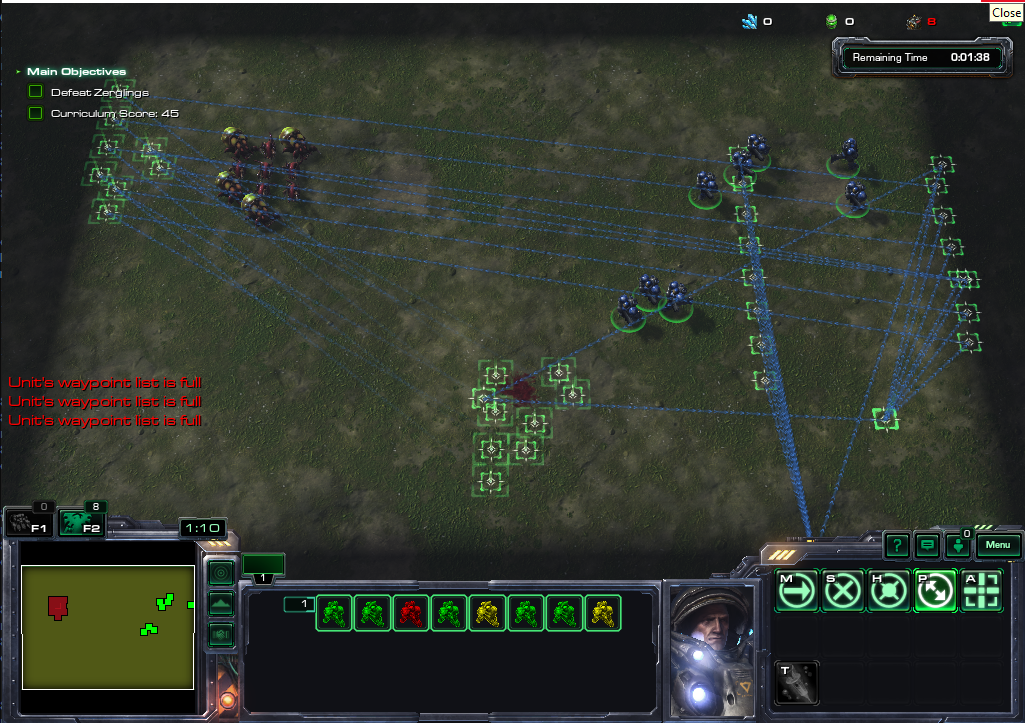 Close
0 0 8
Remaining Time 0:01:38
Main Objectives
Defeat Zerglings
Curriculum Score: 45
Unit's waypoint list is full
Unit's waypoint list is full
Unit's waypoint list is full
0 8
F1 F2
1:10
0
? Menu
1
1
M S H P A
T